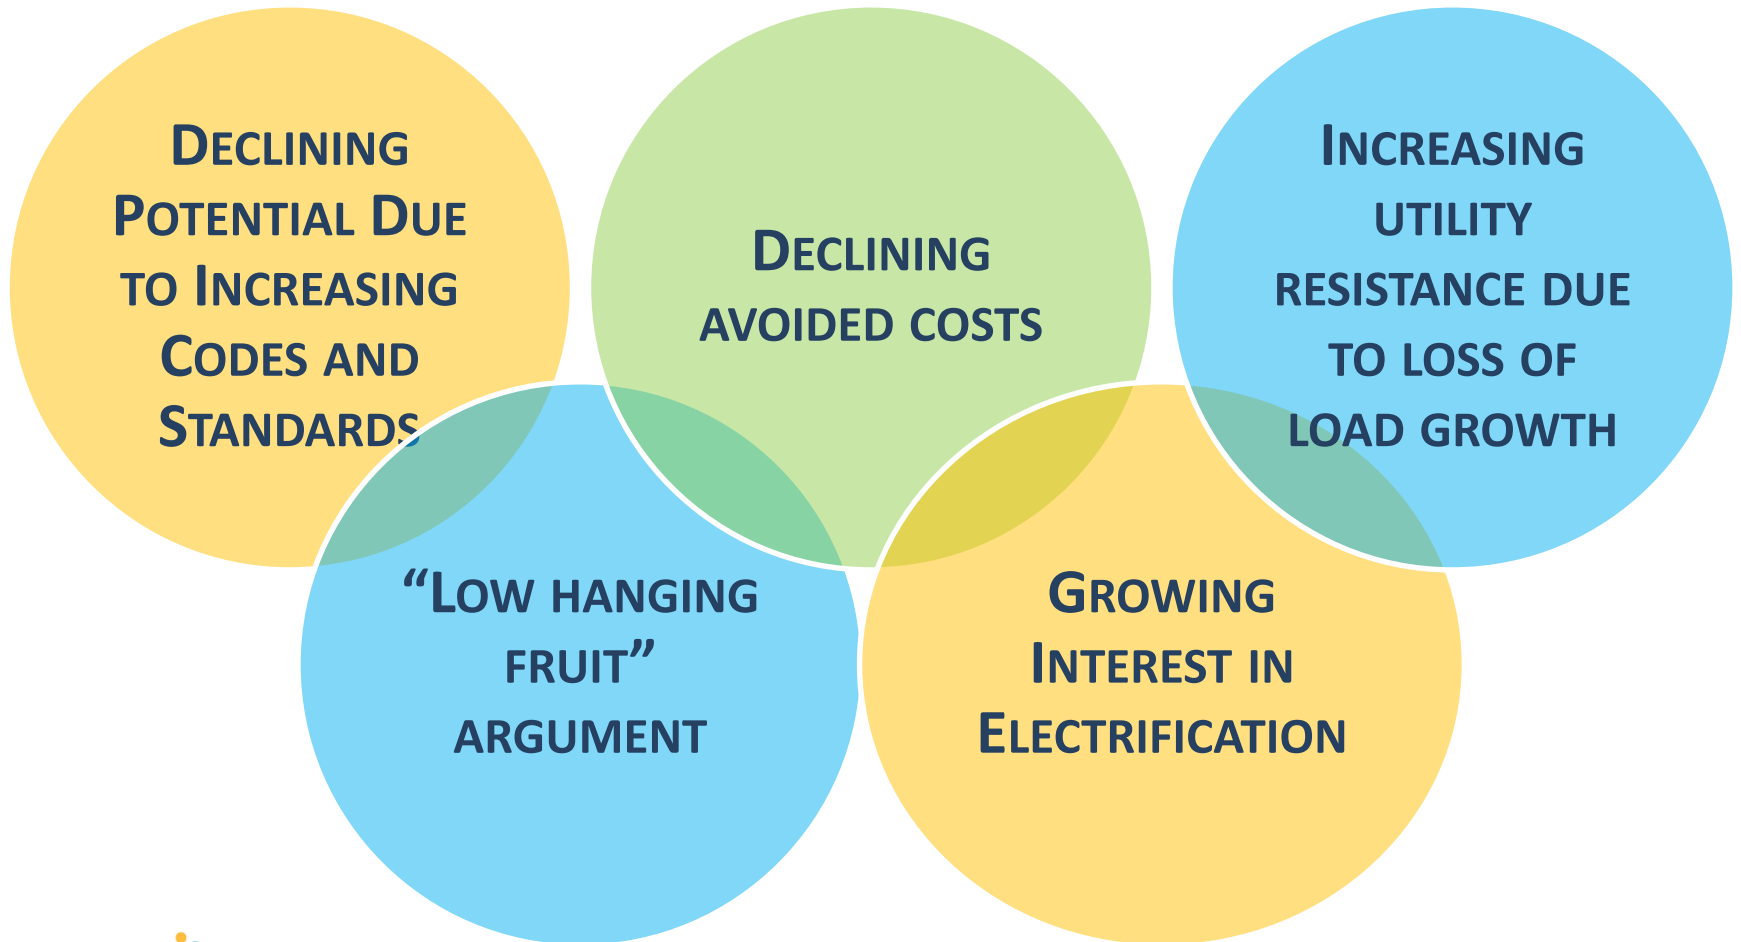 Declining
Potential Due
to Increasing
Codes and
Standards
Declining
avoided costs
Increasing
utility
resistance due
to loss of
load growth
“Low hanging
fruit”
argument
Growing
Interest in
Electrification